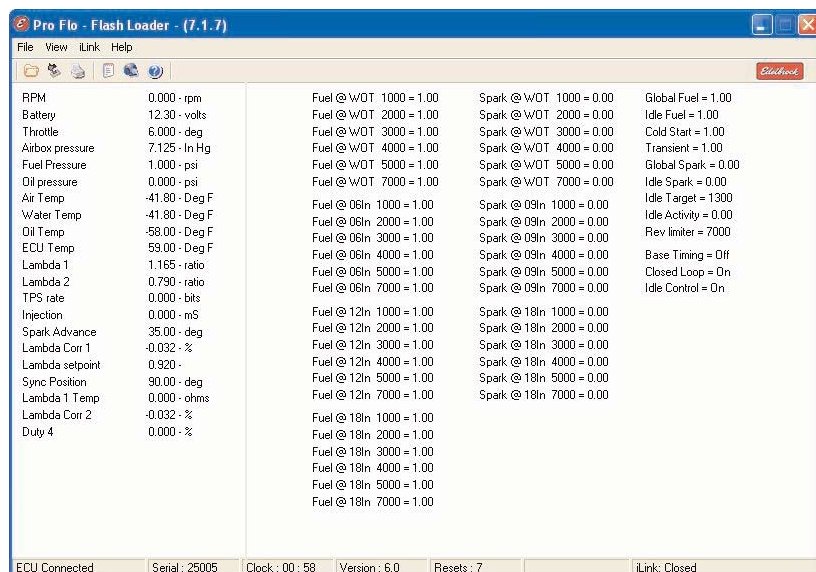 Pro Flo - Flash Loader - (7.1.7)
File View iLink Help
Edelbrock
RPM 0.000 - rpm
Battery 12.30 - volts
Throttle 6.000 - deg
Airbox pressure 7.125 - In Hg
Fuel Pressure 1.000 - psi
Oil pressure 0.000 - psi
Air Temp -41.80 - Deg F
Water Temp -41.80 - Deg F
Oil Temp -58.00 - Deg F
ECU Temp 59.00 - Deg F
Lambda 1 1.165 - ratio
Lambda 2 0.790 - ratio
TPS rate 0.000 - bits
Injection 0.000 - mS
Spark Advance 35.00 - deg
Lambda Corr 1 -0.032 - %
Lambda setpoint 0.920 -
Sync Position 90.00 - deg
Lambda 1 Temp 0.000 - ohms
Lambda Corr 2 -0.032 - %
Duty 4 0.000 - %
Fuel @ WOT 1000 = 1.00
Fuel @ WOT 2000 = 1.00
Fuel @ WOT 3000 = 1.00
Fuel @ WOT 4000 = 1.00
Fuel @ WOT 5000 = 1.00
Fuel @ WOT 7000 = 1.00
Fuel @ 06In 1000 = 1.00
Fuel @ 06In 2000 = 1.00
Fuel @ 06In 3000 = 1.00
Fuel @ 06In 4000 = 1.00
Fuel @ 06In 5000 = 1.00
Fuel @ 06In 7000 = 1.00
Fuel @ 12In 1000 = 1.00
Fuel @ 12In 2000 = 1.00
Fuel @ 12In 3000 = 1.00
Fuel @ 12In 4000 = 1.00
Fuel @ 12In 5000 = 1.00
Fuel @ 12In 7000 = 1.00
Fuel @ 18In 1000 = 1.00
Fuel @ 18In 2000 = 1.00
Fuel @ 18In 3000 = 1.00
Fuel @ 18In 4000 = 1.00
Fuel @ 18In 5000 = 1.00
Fuel @ 18In 7000 = 1.00
Spark @ WOT 1000 = 0.00
Spark @ WOT 2000 = 0.00
Spark @ WOT 3000 = 0.00
Spark @ WOT 4000 = 0.00
Spark @ WOT 5000 = 0.00
Spark @ WOT 7000 = 0.00
Spark @ 09In 1000 = 0.00
Spark @ 09In 2000 = 0.00
Spark @ 09In 3000 = 0.00
Spark @ 09In 4000 = 0.00
Spark @ 09In 5000 = 0.00
Spark @ 09In 7000 = 0.00
Spark @ 18In 1000 = 0.00
Spark @ 18In 2000 = 0.00
Spark @ 18In 3000 = 0.00
Spark @ 18In 4000 = 0.00
Spark @ 18In 5000 = 0.00
Spark @ 18In 7000 = 0.00
Global Fuel = 1.00
Idle Fuel = 1.00
Cold Start = 1.00
Transient = 1.00
Global Spark = 0.00
Idle Spark = 0.00
Idle Target = 1300
Idle Activity = 0.00
Rev limiter = 7000
Base Timing = Off
Closed Loop = On
Idle Control = On
ECU Connected Serial : 25005 Clock : 00 : 58 Version : 6.0 Resets : 7 iLink: Closed